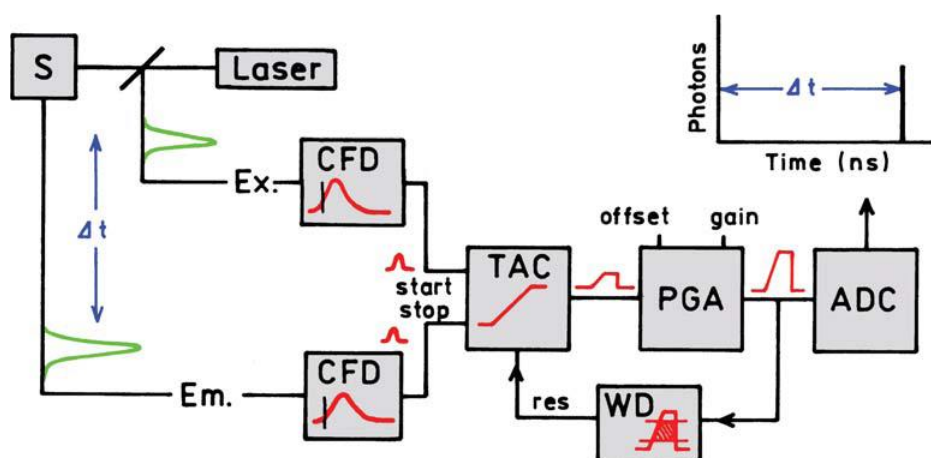 S
Laser
Δt
Ex.
CFD
Em.
CFD
start
stop
TAC
offset
gain
PGA
ADC
res
WD
Photons
Δt
Time (ns)